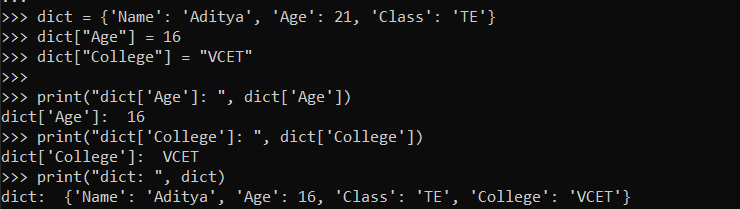 >>> dict = {'Name': 'Aditya', 'Age': 21, 'Class': 'TE'}
>>> dict["Age"] = 16
>>> dict["College"] = "VCET"
>>>
>>> print("dict['Age']: ", dict['Age'])
dict['Age']:  16
>>> print("dict['College']: ", dict['College'])
dict['College']:  VCET
>>> print("dict: ", dict)
dict:  {'Name': 'Aditya', 'Age': 16, 'Class': 'TE', 'College': 'VCET'}